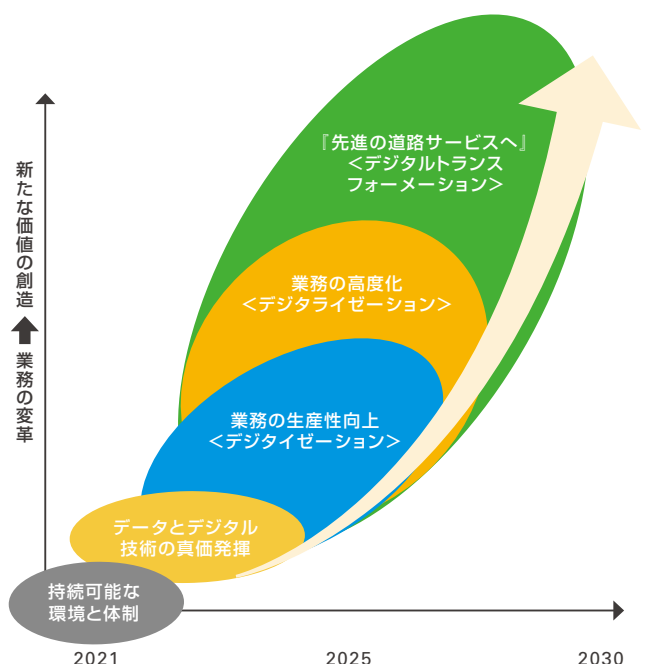 『先進の道路サービスへ』
<デジタルトランス
フォーメーション>
業務の高度化
<デジタライゼーション>
業務の生産性向上
<デジタイゼーション>
データとデジタル
技術の真価発揮
持続可能な
環境と体制
新たな価値の創造
業務の変革
2021
2025
2030